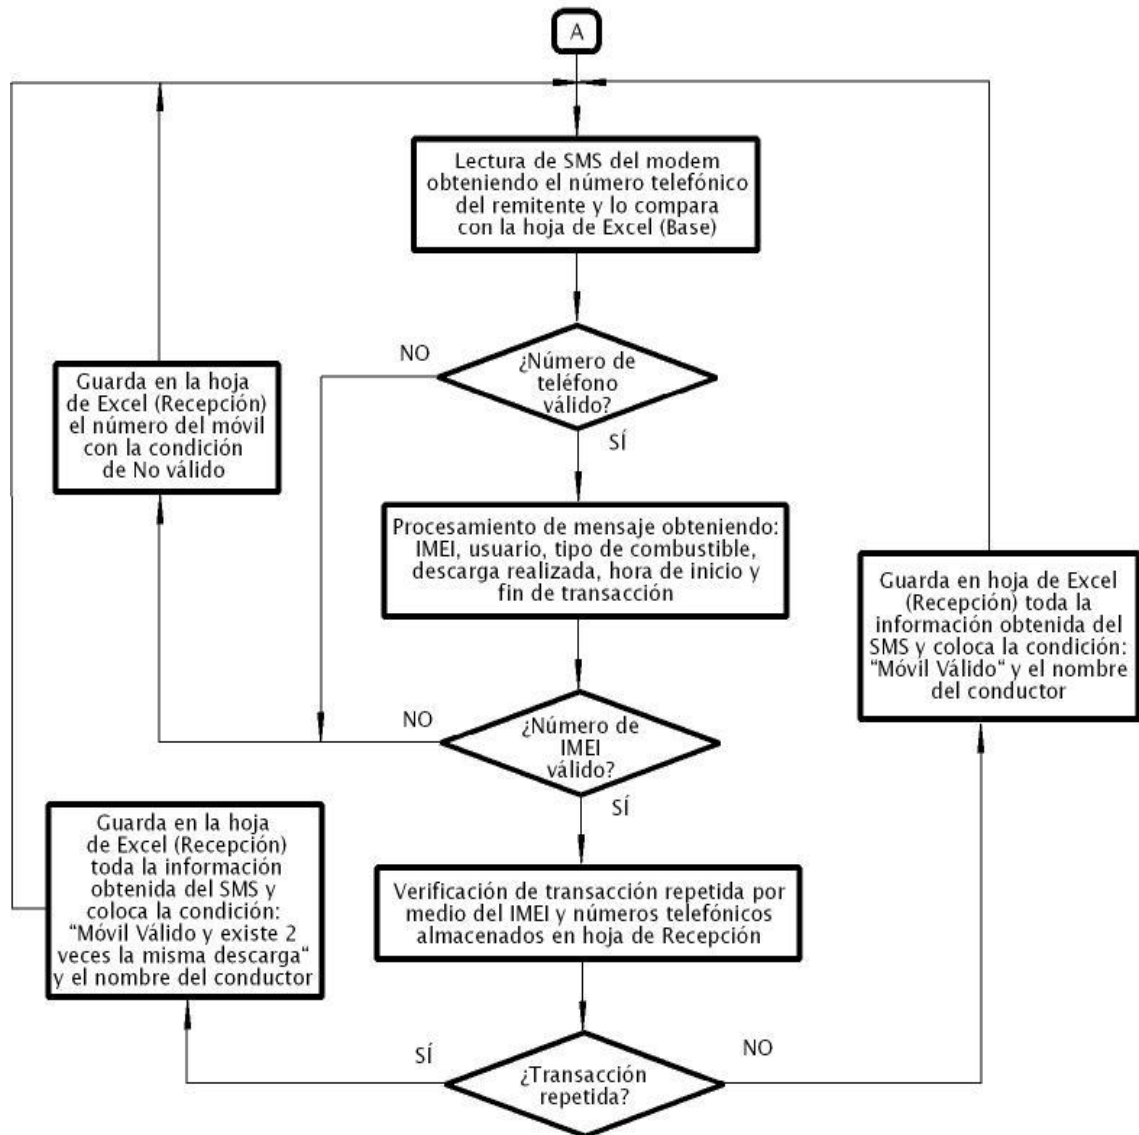 A
Lectura de SMS del modem
obteniendo el número telefónico
del remitente y lo compara
con la hoja de Excel (Base)
NO
¿Número de
teléfono
válido?
SÍ
Guarda en la hoja
de Excel (Recepción)
el número del móvil
con la condición
de No válido
Procesamiento de mensaje obteniendo:
IMEI, usuario, tipo de combustible,
descarga realizada, hora de inicio y
fin de transacción
Guarda en hoja de Excel
(Recepción) toda la
información obtenida del
SMS y coloca la condición:
“Móvil Válido“ y el nombre
del conductor
NO
¿Número de
IMEI
válido?
SÍ
Guarda en la hoja
de Excel (Recepción)
toda la información
obtenida del SMS y
coloca la condición:
“Móvil Válido y existe 2
veces la misma descarga“
y el nombre del conductor
Verificación de transacción repetida por
medio del IMEI y números telefónicos
almacenados en hoja de Recepción
SÍ
¿Transacción
repetida?
NO